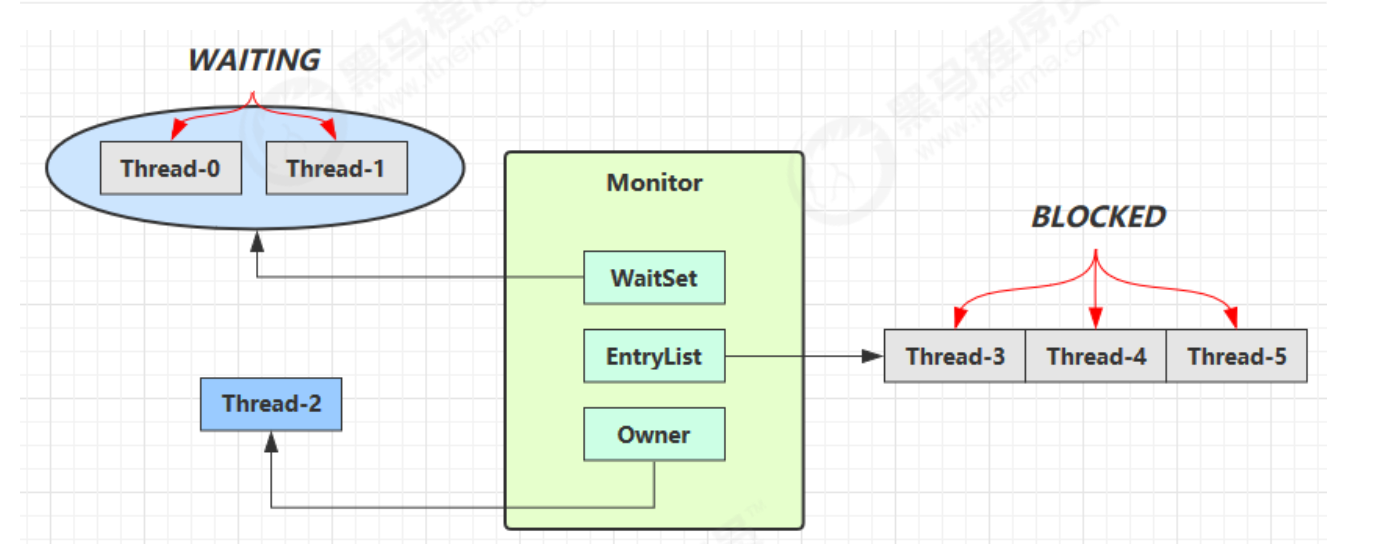 WAITING
Thread-0
Thread-1
Monitor
WaitSet
EntryList
Owner
Thread-2
BLOCKED
Thread-3
Thread-4
Thread-5
黑马程序员
www.itheima.com